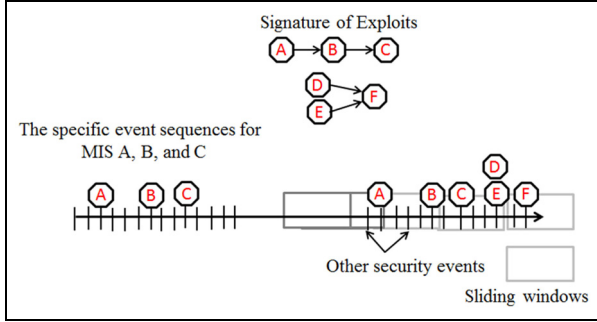 Signature of Exploits
A B C
D
F
E
The specific event sequences for
MIS A, B, and C
D
A B C A B C E F
Other security events
Sliding windows